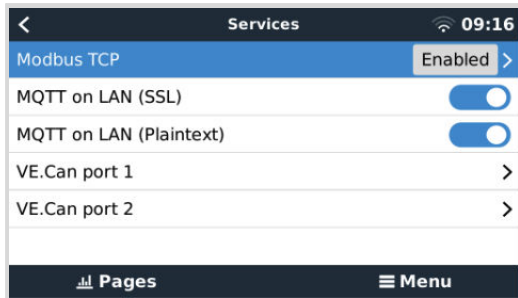 Services 09:16
Modbus TCP Enabled
MQTT on LAN (SSL)
MQTT on LAN (Plaintext)
VE.Can port 1
VE.Can port 2
Pages Menu